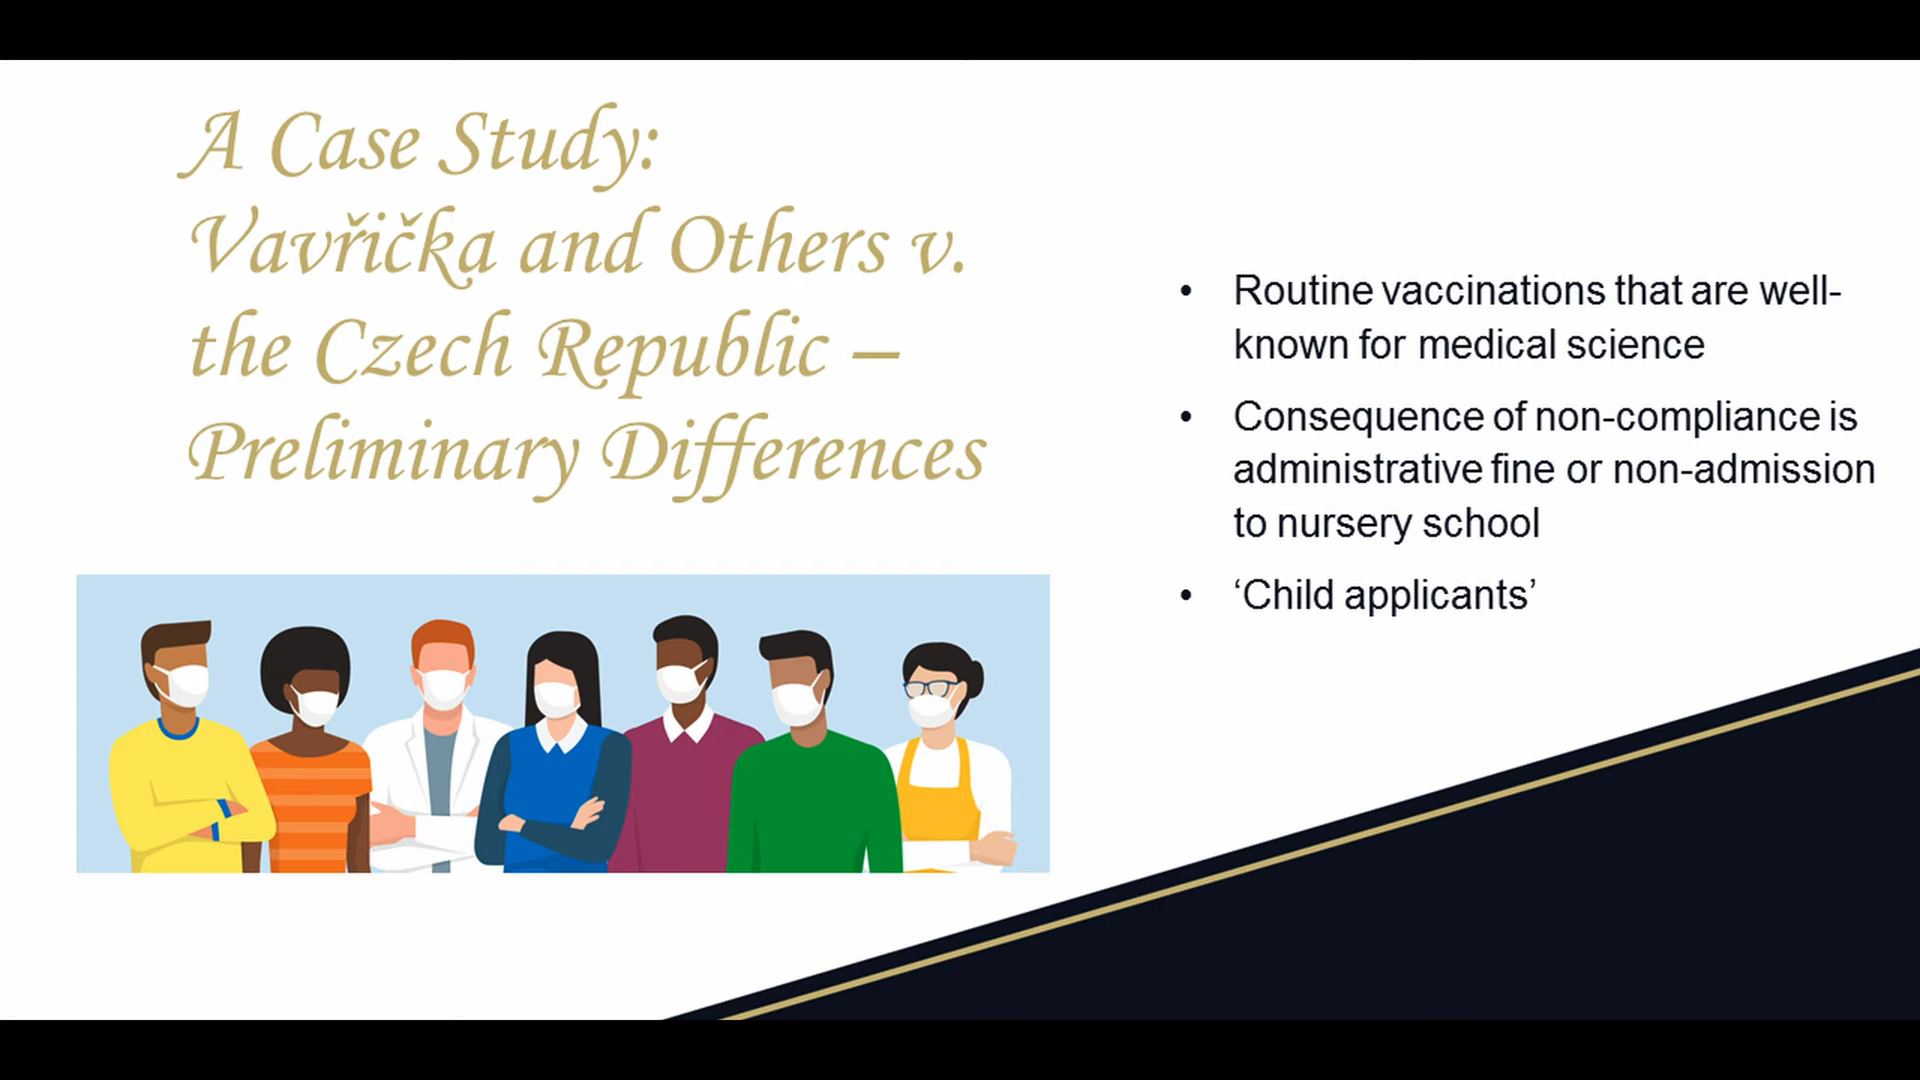 A Case Study:
Vavřička and Others v.
the Czech Republic –
Preliminary Differences
• Routine vaccinations that are well-
known for medical science
• Consequence of non-compliance is
administrative fine or non-admission
to nursery school
• ‘Child applicants’